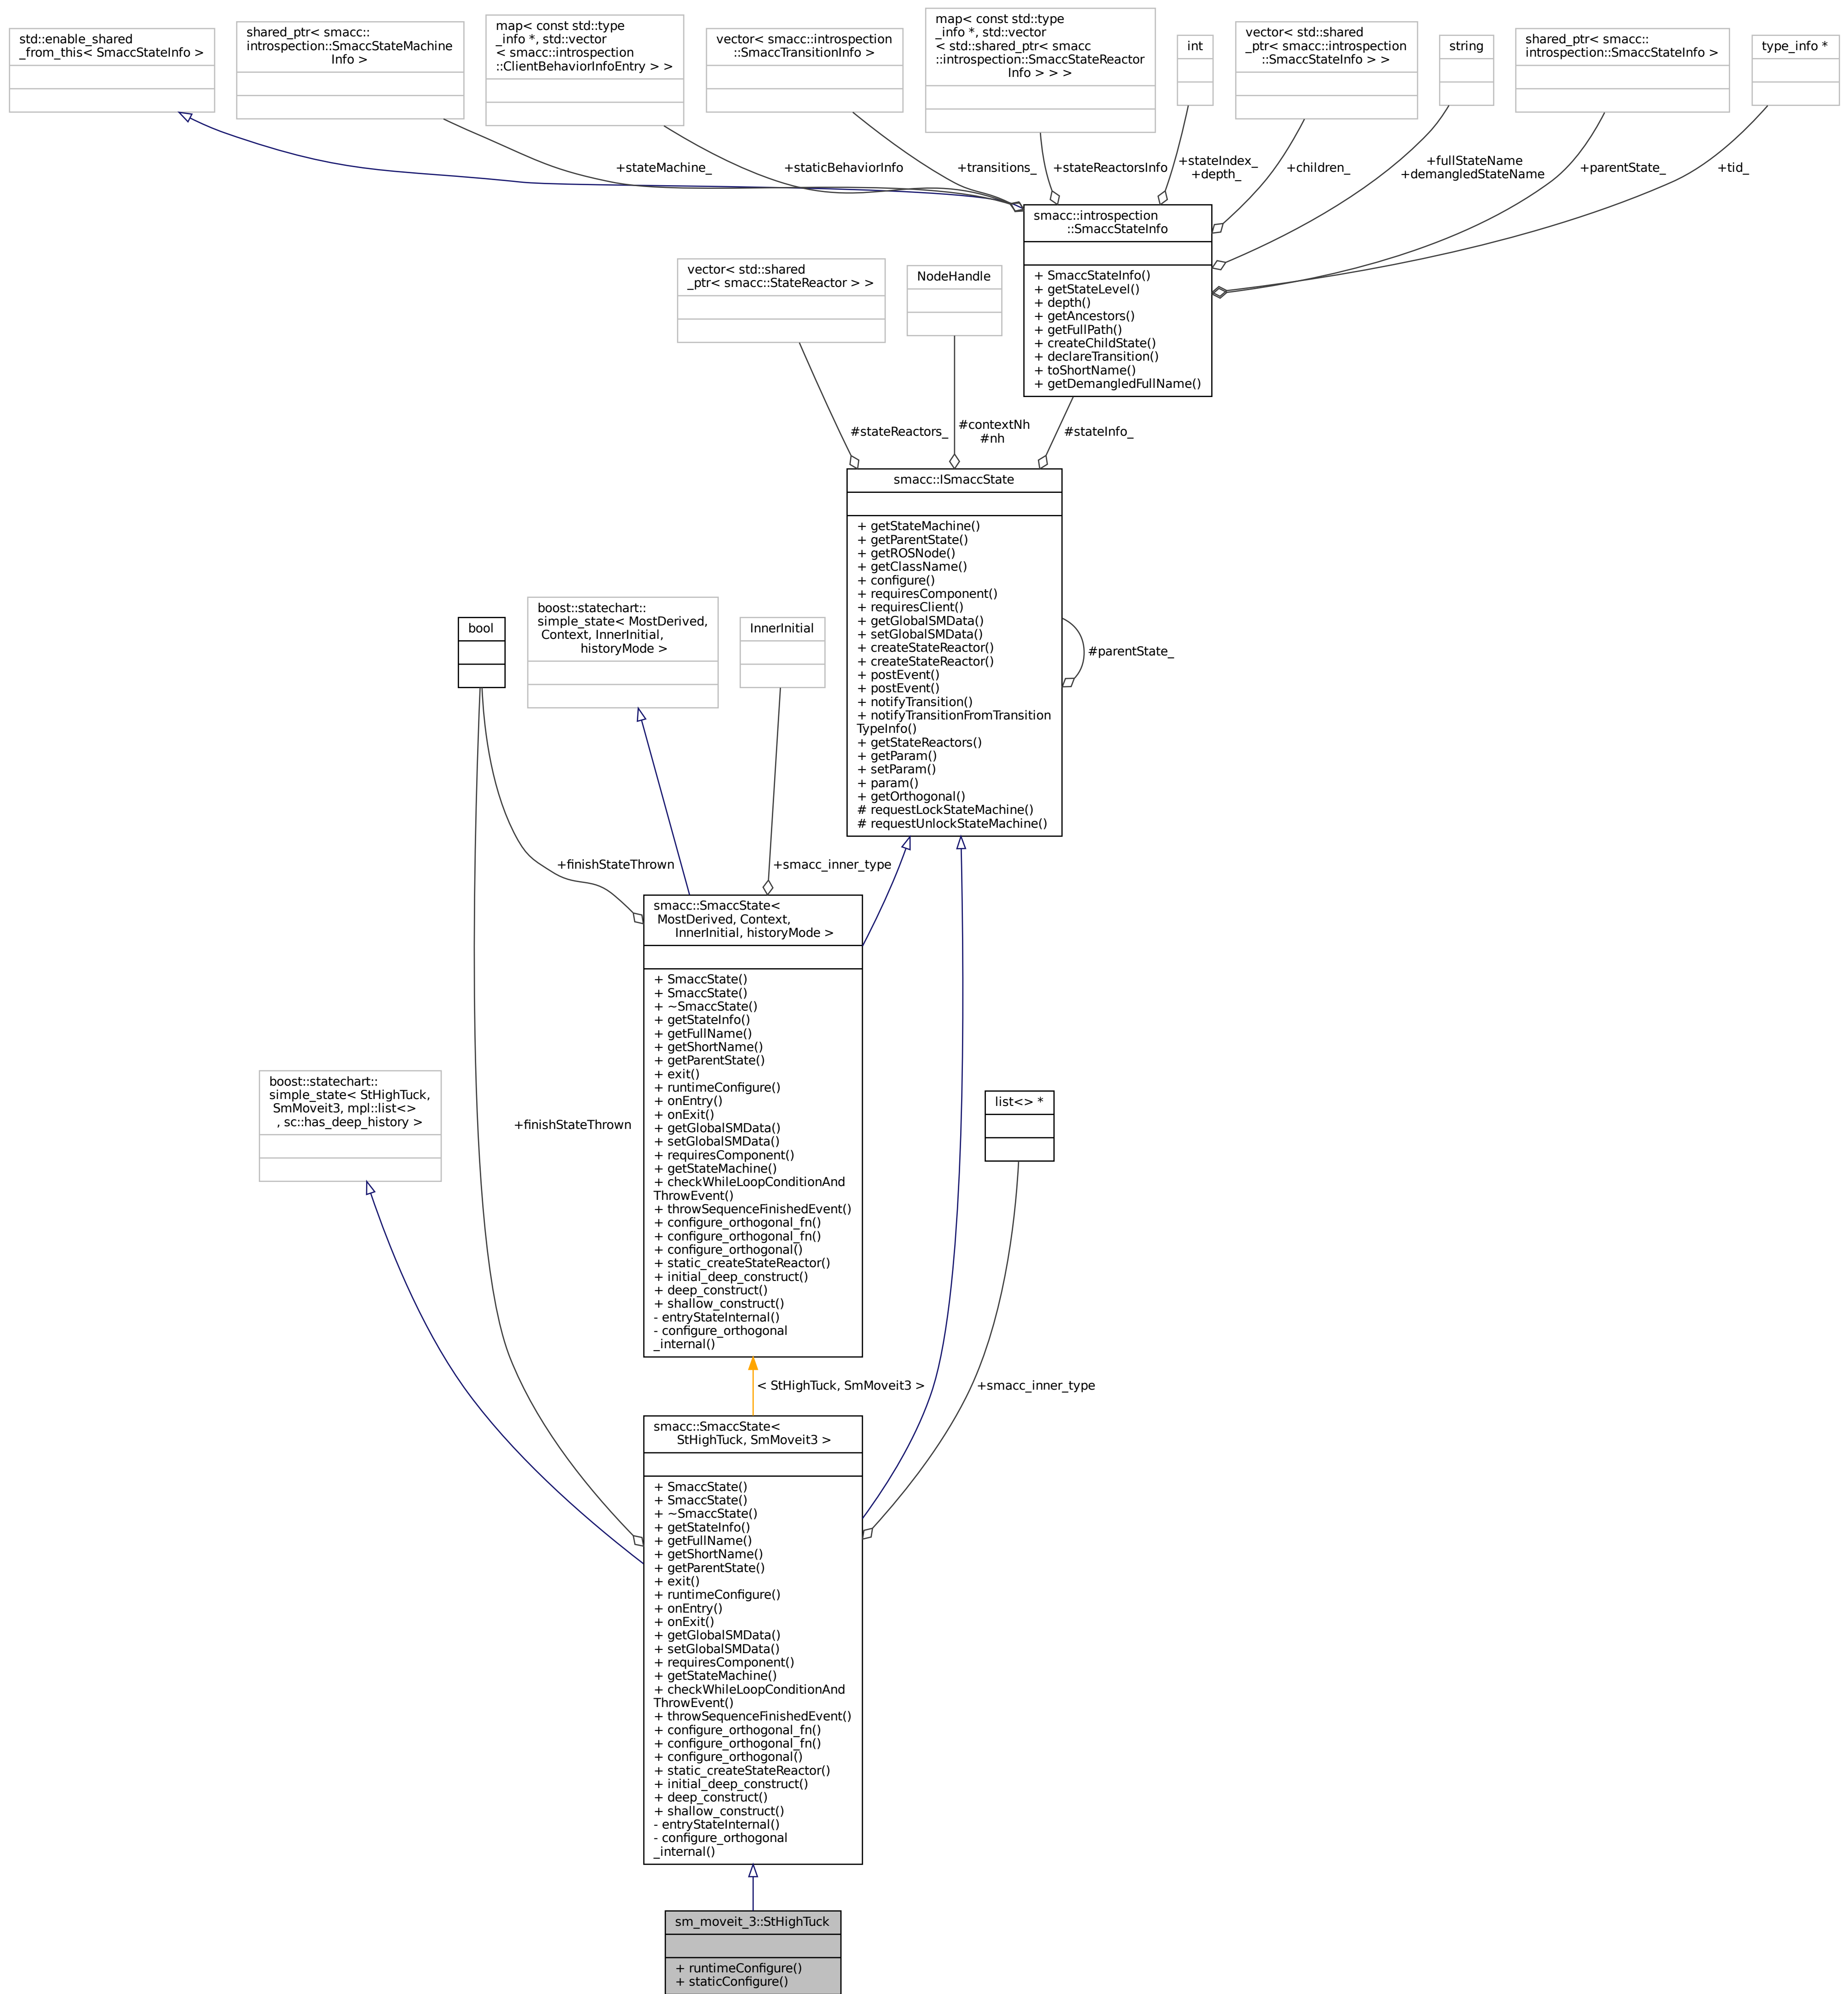 std::enable_shared
_from_this< SmaccStateInfo >
shared_ptr< smacc::
introspection::SmaccStateMachine
Info >
map< const std::type
_info *, std::vector
< smacc::introspection
::ClientBehaviorInfoEntry > >
vector< smacc::introspection
::SmaccTransitionInfo >
map< const std::type
_info *, std::vector
< std::shared_ptr< smacc
::introspection::SmaccStateReactor
Info > > >
int
vector< std::shared
_ptr< smacc::introspection
::SmaccStateInfo > >
string
shared_ptr< smacc::
introspection::SmaccStateInfo >
type_info *
+stateMachine_
+staticBehaviorInfo
+transitions_
+stateReactorsInfo
+stateIndex_
+depth_
+children_
+fullStateName
+demangledStateName
+parentState_
+tid_
smacc::introspection
::SmaccStateInfo
+ SmaccStateInfo()
+ getStateLevel()
+ depth()
+ getAncestors()
+ getFullPath()
+ createChildState()
+ declareTransition()
+ toShortName()
+ getDemangledFullName()
vector< std::shared
_ptr< smacc::StateReactor > >
NodeHandle
#stateReactors_
#contextNh
#nh
#stateInfo_
smacc::ISmaccState
+ getStateMachine()
+ getParentState()
+ getROSNode()
+ getClassName()
+ configure()
+ requiresComponent()
+ requiresClient()
+ getGlobalSMData()
+ setGlobalSMData()
+ createStateReactor()
+ createStateReactor()
+ postEvent()
+ postEvent()
+ notifyTransition()
+ notifyTransitionFromTransition
TypeInfo()
+ getStateReactors()
+ getParam()
+ setParam()
+ param()
+ getOrthogonal()
# requestLockStateMachine()
# requestUnlockStateMachine()
#parentState_
bool
boost::statechart::
simple_state< MostDerived,
Context, InnerInitial,
historyMode >
InnerInitial
+finishStateThrown
+smacc_inner_type
smacc::SmaccState<
MostDerived, Context,
InnerInitial, historyMode >
+ SmaccState()
+ SmaccState()
+ ~SmaccState()
+ getStateInfo()
+ getFullName()
+ getShortName()
+ getParentState()
+ exit()
+ runtimeConfigure()
+ onEntry()
+ onExit()
+ getGlobalSMData()
+ setGlobalSMData()
+ requiresComponent()
+ getStateMachine()
+ checkWhileLoopConditionAnd
ThrowEvent()
+ throwSequenceFinishedEvent()
+ configure_orthogonal_fn()
+ configure_orthogonal_fn()
+ configure_orthogonal()
+ static_createStateReactor()
+ initial_deep_construct()
+ deep_construct()
+ shallow_construct()
- entryStateInternal()
- configure_orthogonal
_internal()
boost::statechart::
simple_state< StHighTuck,
SmMoveit3, mpl::list<>
, sc::has_deep_history >
+finishStateThrown
list<> *
< StHighTuck, SmMoveit3 >
+smacc_inner_type
smacc::SmaccState<
StHighTuck, SmMoveit3 >
+ SmaccState()
+ SmaccState()
+ ~SmaccState()
+ getStateInfo()
+ getFullName()
+ getShortName()
+ getParentState()
+ exit()
+ runtimeConfigure()
+ onEntry()
+ onExit()
+ getGlobalSMData()
+ setGlobalSMData()
+ requiresComponent()
+ getStateMachine()
+ checkWhileLoopConditionAnd
ThrowEvent()
+ throwSequenceFinishedEvent()
+ configure_orthogonal_fn()
+ configure_orthogonal_fn()
+ configure_orthogonal()
+ static_createStateReactor()
+ initial_deep_construct()
+ deep_construct()
+ shallow_construct()
- entryStateInternal()
- configure_orthogonal
_internal()
sm_moveit_3::StHighTuck
+ runtimeConfigure()
+ staticConfigure()